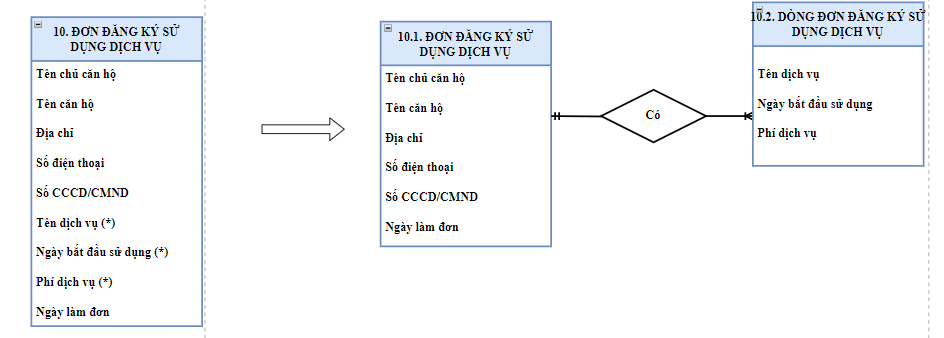 10. ĐƠN ĐĂNG KÝ SỬ
DỤNG DỊCH VỤ
Tên chủ căn hộ
Tên căn hộ
Địa chỉ
Số điện thoại
Số CCCD/CMND
Tên dịch vụ (*)
Ngày bắt đầu sử dụng (*)
Phí dịch vụ (*)
Ngày làm đơn
10.1. ĐƠN ĐĂNG KÝ SỬ
DỤNG DỊCH VỤ
Tên chủ căn hộ
Tên căn hộ
Địa chỉ
Số điện thoại
Số CCCD/CMND
Ngày làm đơn
Có
10.2. DÒNG ĐƠN ĐĂNG KÝ SỬ
DỤNG DỊCH VỤ
Tên dịch vụ
Ngày bắt đầu sử dụng
Phí dịch vụ